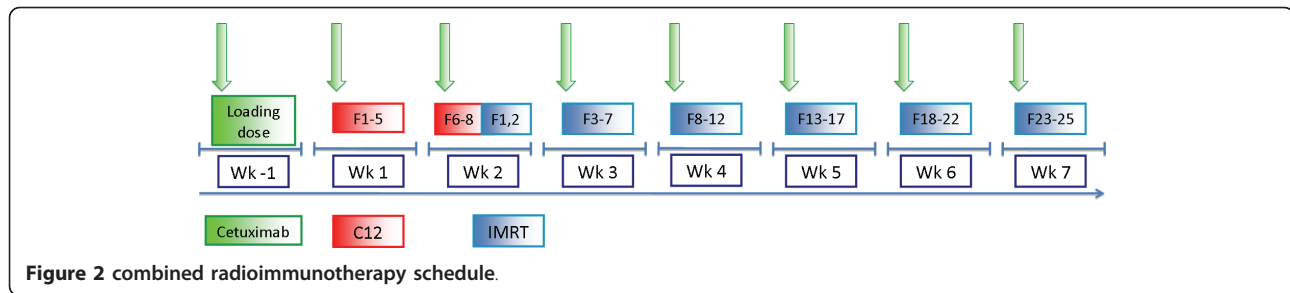 Loading dose
F1-5
F6-8 F1,2
F3-7
F8-12
F13-17
F18-22
F23-25
Wk -1
Wk 1
Wk 2
Wk 3
Wk 4
Wk 5
Wk 6
Wk 7
Cetuximab
C12
IMRT
Figure 2 combined radioimmunotherapy schedule.